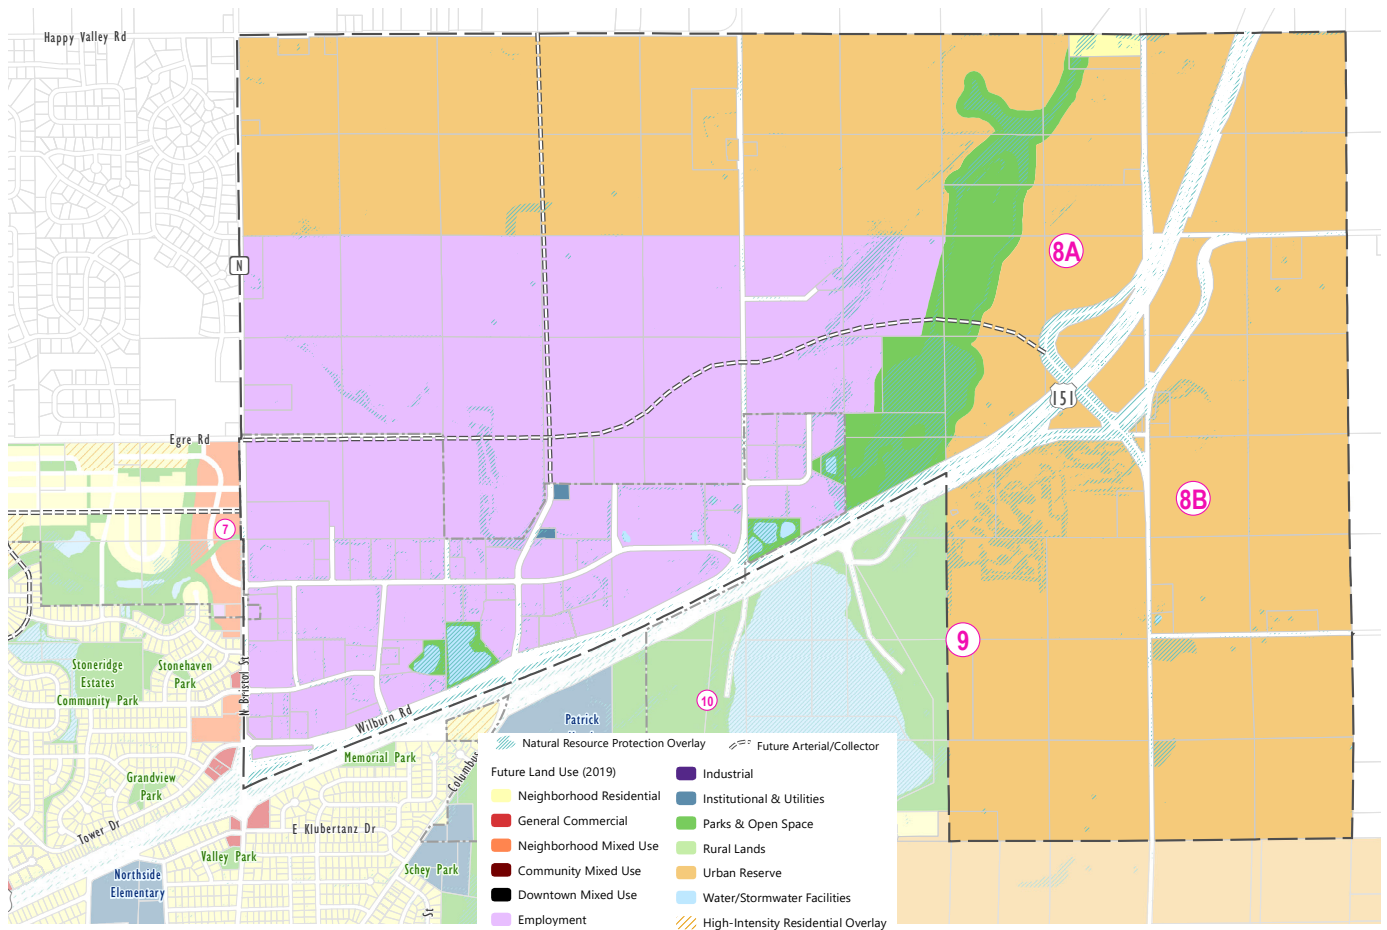 Happy Valley Rd
N
8A
151
Egre Rd
8B
7
9
Stoneridge
Estates
Community Park
Stonehaven
Park
N Bristol St
10
Wilburn Rd
Patrick
Memorial Park
Columbus
Grandview
Park
Tower Dr
E Klubertanz Dr
Valley Park
Schey Park
Northside
Elementary
St
Natural Resource Protection Overlay
Future Arterial/Collector
Future Land Use (2019)
Neighborhood Residential
General Commercial
Neighborhood Mixed Use
Community Mixed Use
Downtown Mixed Use
Employment
Industrial
Institutional & Utilities
Parks & Open Space
Rural Lands
Urban Reserve
Water/Stormwater Facilities
High-Intensity Residential Overlay